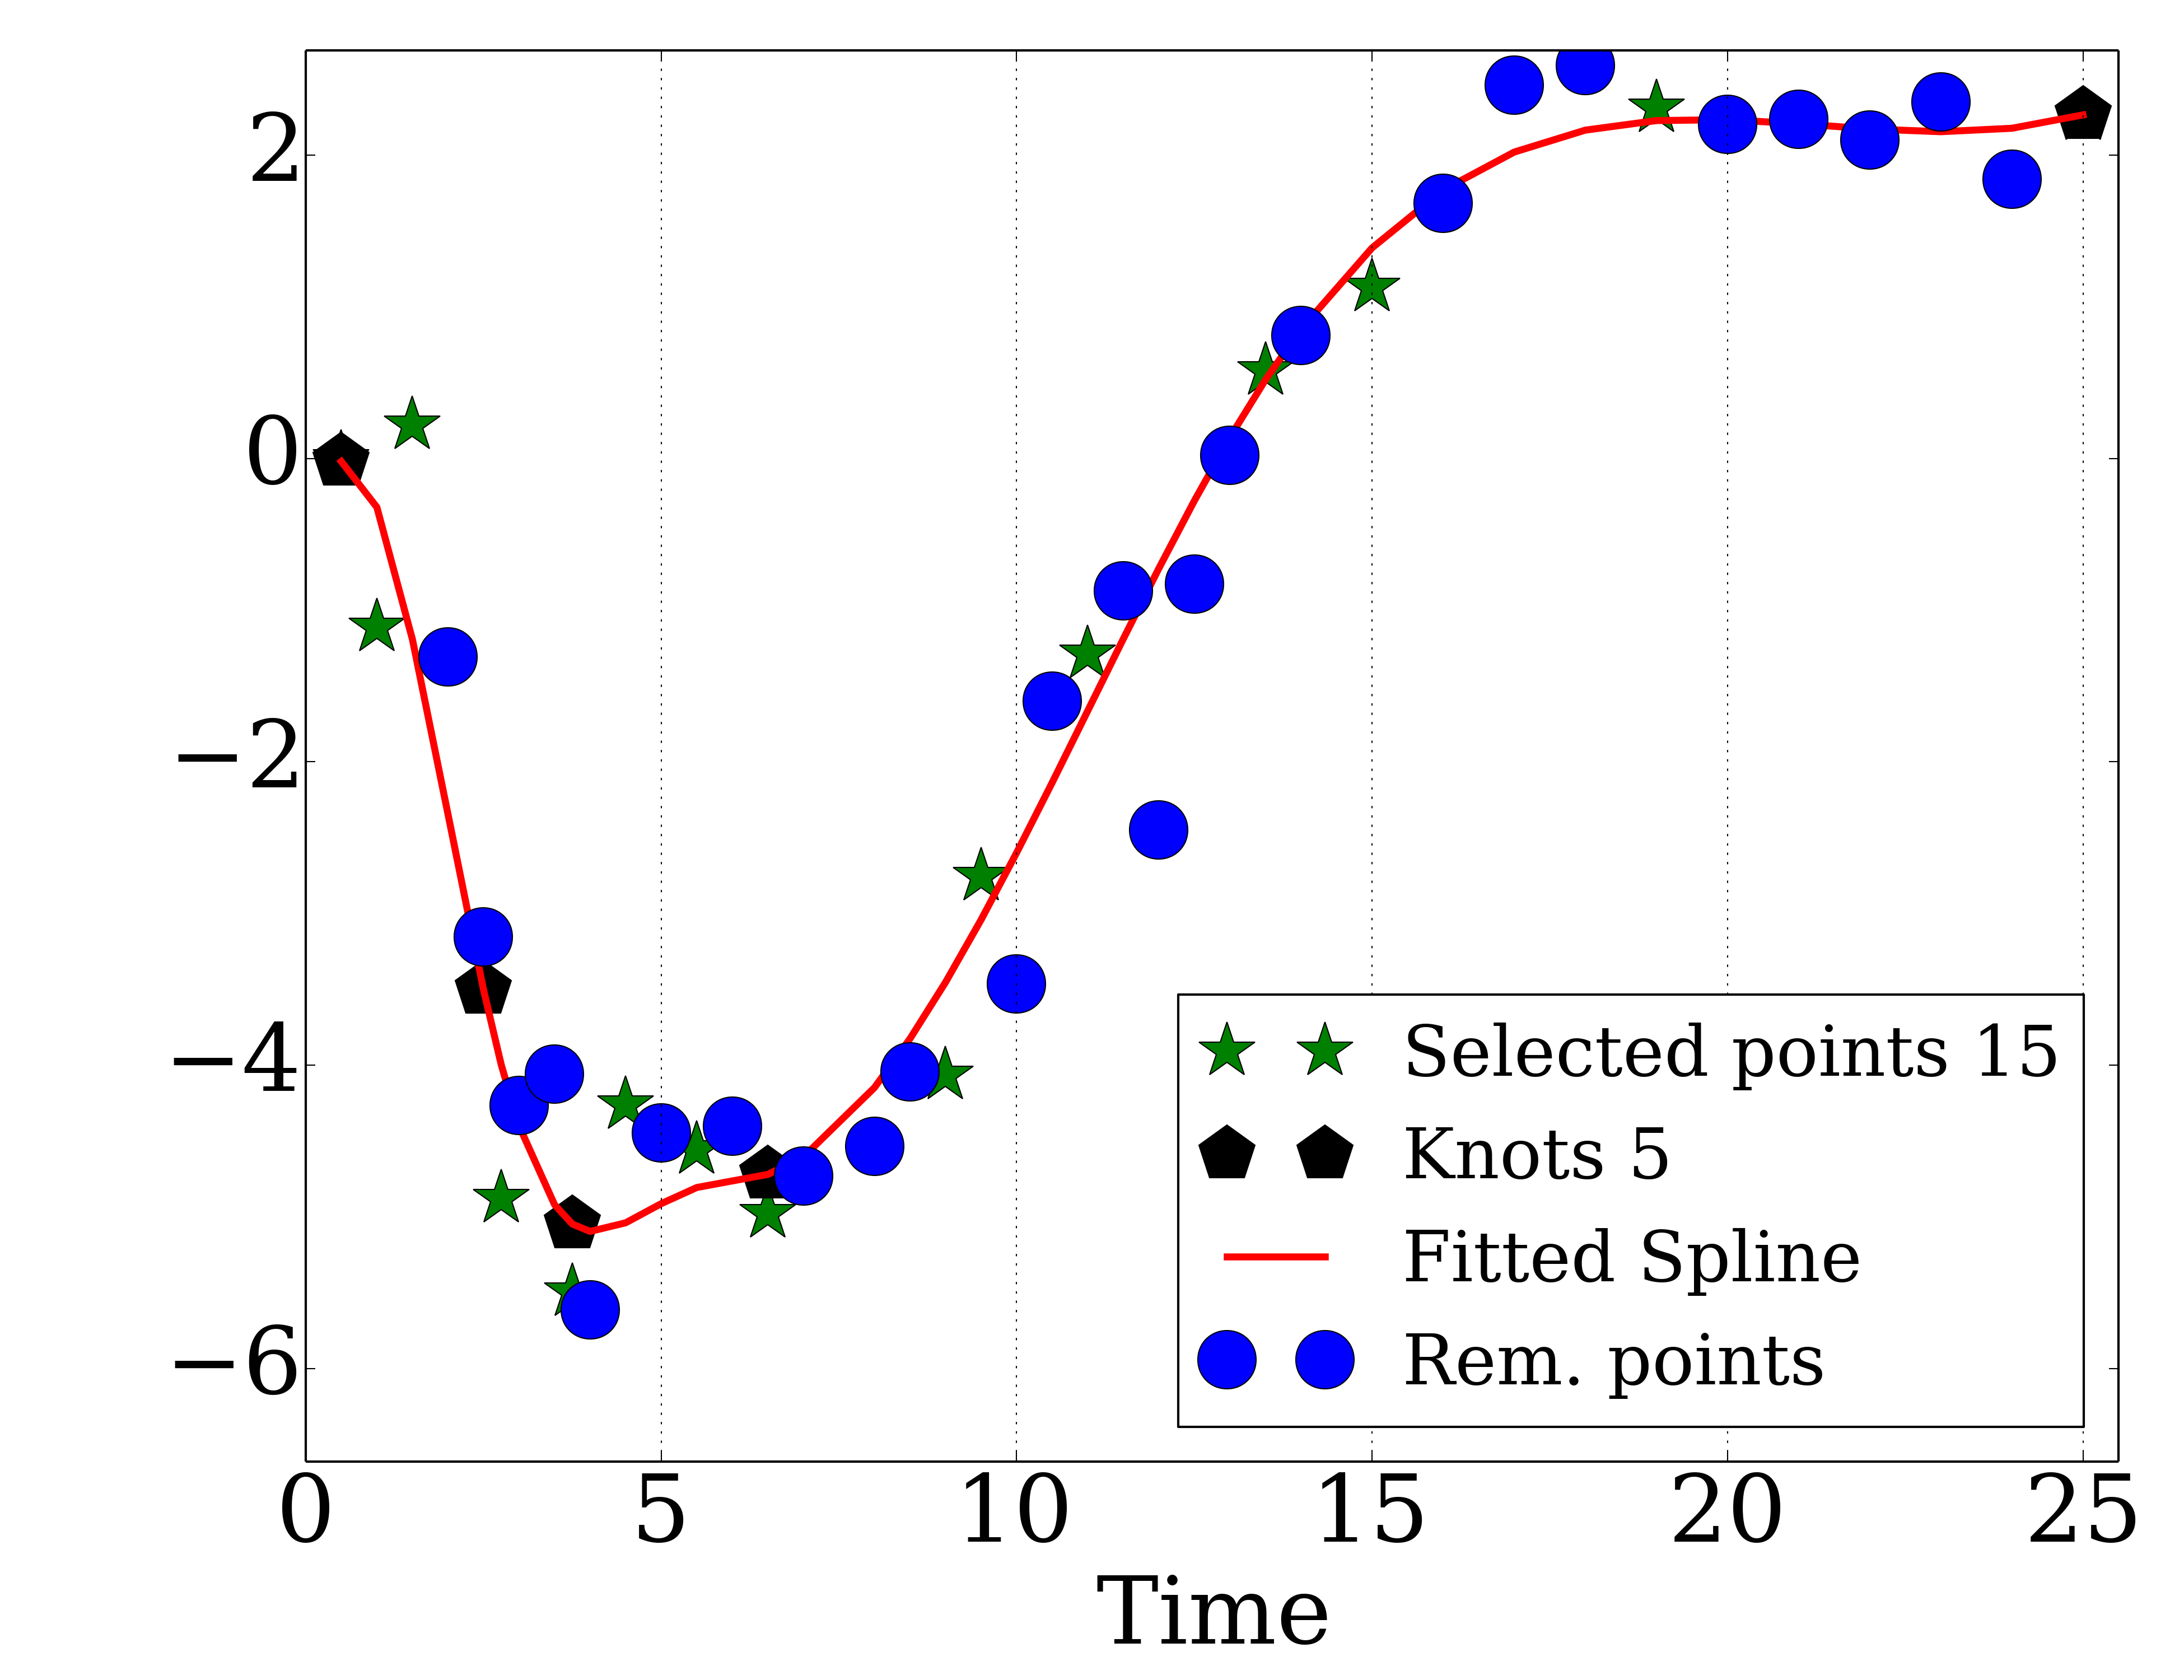 2
0
−2
−4
−6
0 5 10 15 20 25
Time
Selected points 15
Knots 5
Fitted Spline
Rem. points